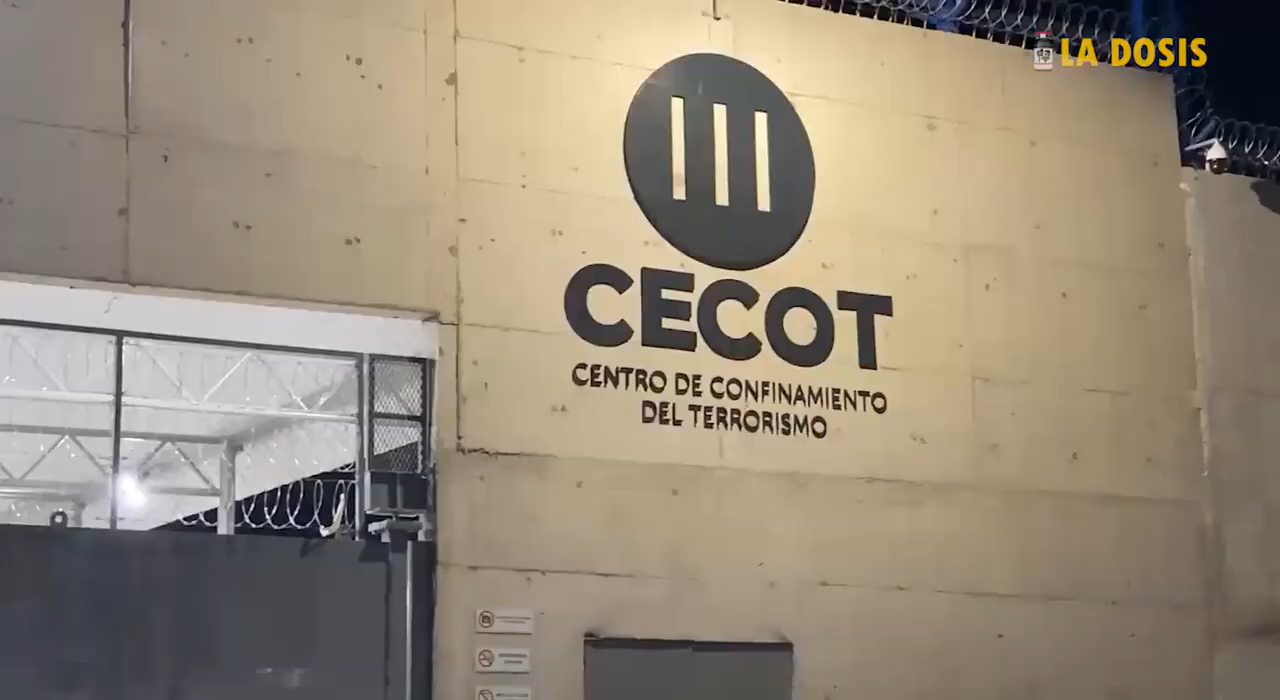 LA DOSIS
CECOT
CENTRO DE CONFINAMIENTO
DEL TERRORISMO